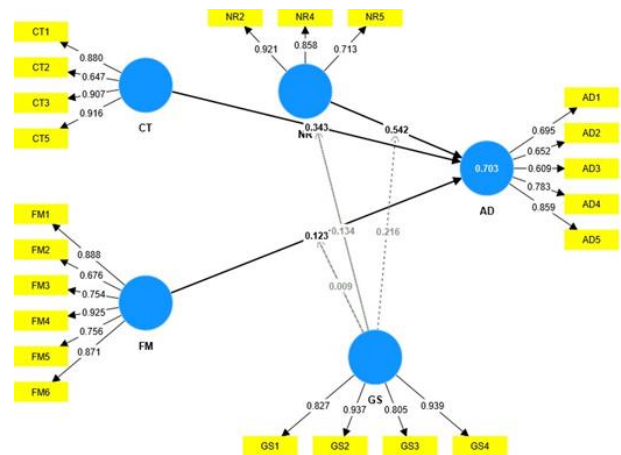 NR2
NR4
NR5
0.921
0.858
0.713
CT1
CT2
CT3
CT5
0.880
0.647
0.907
0.916
CT
NR
0.343
0.542
0.703
AD
AD1
AD2
AD3
AD4
AD5
0.695
0.652
0.609
0.783
0.859
FM1
FM2
FM3
FM4
FM5
FM6
0.888
0.676
0.754
0.925
0.756
0.871
FM
0.123
-0.134
0.216
0.009
GS
0.827
0.937
0.805
0.939
GS1
GS2
GS3
GS4